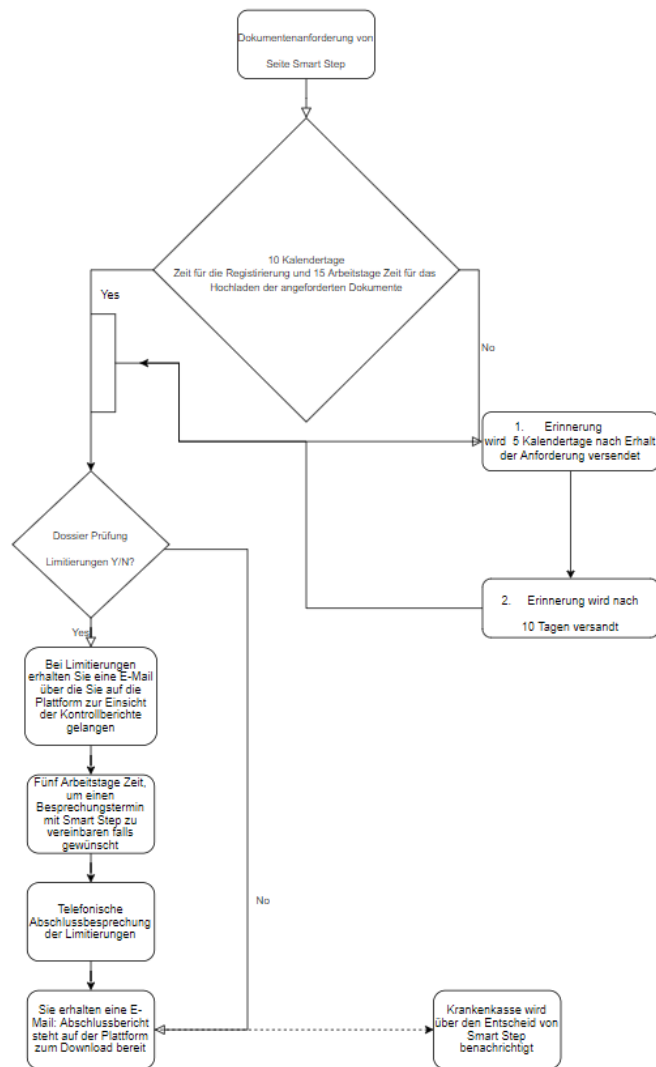 Dokumentenanforderung von
Seite Smart Step
10 Kalendertage
Zeit für die Registirierung und 15 Arbeitstage Zeit für das
Hochladen der angeforderten Dokumente
Yes
No
1. Erinnerung
wird 5 Kalendertage nach Erhalt
der Anforderung versendet
2. Erinnerung wird nach
10 Tagen versandt
Dossier Prüfung
Limitierungen Y/N?
Yes
Bei Limitierungen
erhalten Sie eine E-Mail
über die Sie auf die
Plattform zur Einsicht
der Kontrollberichte
gelangen
Fünf Arbeitstage Zeit,
um einen
Besprechungstermin
mit Smart Step zu
vereinbaren falls
gewünscht
No
Telefonische
Abschlussbesprechung
der Limitierungen
Sie erhalten eine E-
Mail: Abschlussbericht
steht auf der Plattform
zum Download bereit
Krankenkasse wird
über den Entscheid von
Smart Step
benachrichtigt